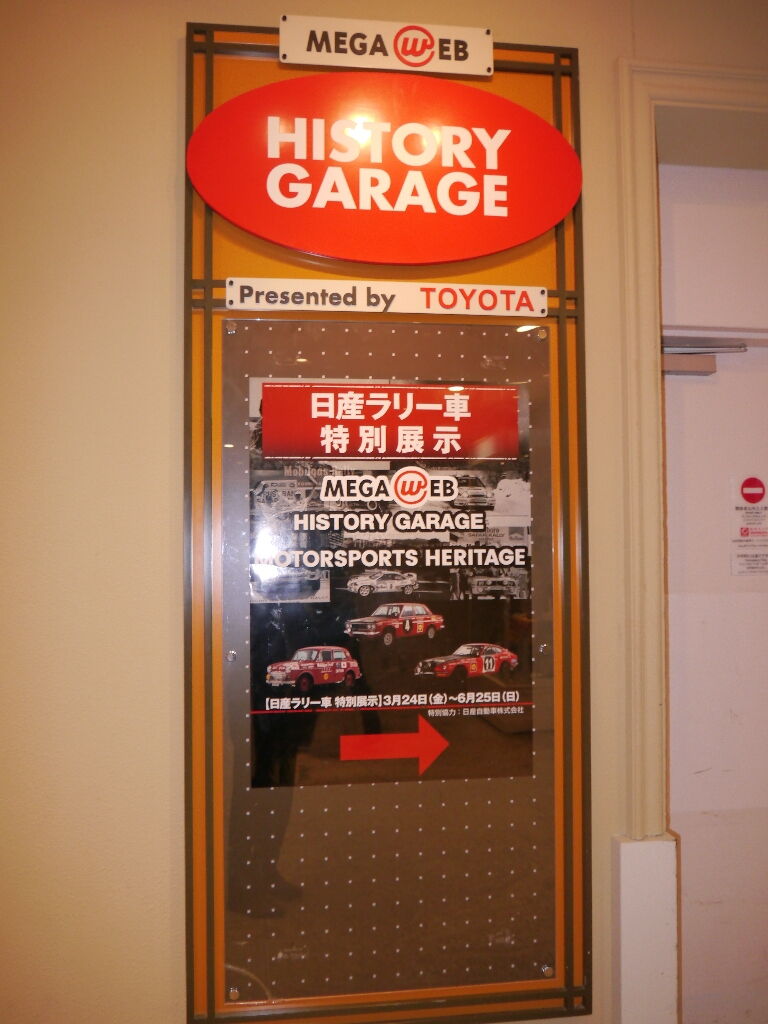 MEGA WEB
HISTORY
GARAGE
Presented by TOYOTA
日産ラリー車
特別展示
MEGA WEB
HISTORY GARAGE
MOTORSPORTS HERITAGE
4
11
【日産ラリー車 特別展示】3月24日(金)~6月25日(日)
特別協力:日産自動車株式会社